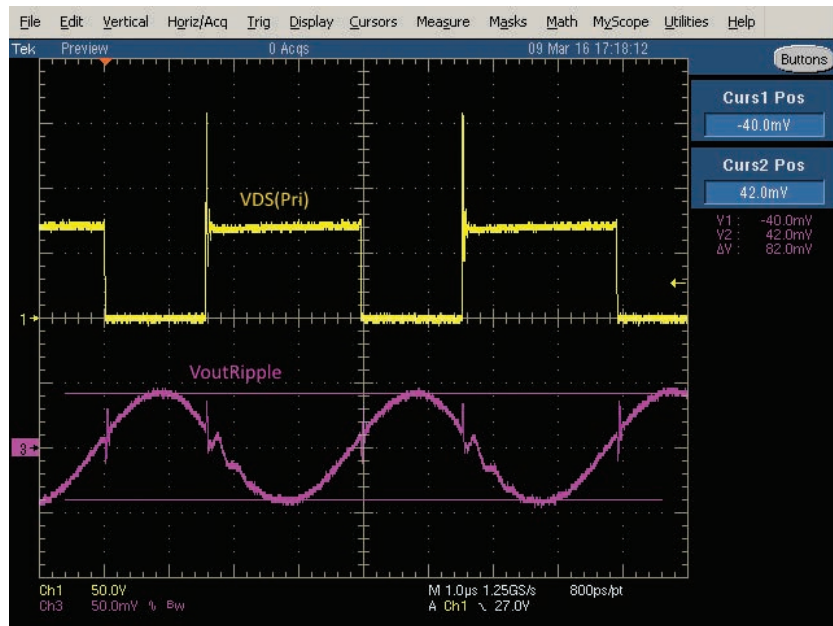 File Edit Vertical Horiz/Acq Trig Display Cursors Measure Masks Math MyScope Utilities Help
Tek Preview 0 Acqs 09 Mar 16 17:18:12
Buttons
Curs1 Pos
-40.0mV
Curs2 Pos
42.0mV
V1 : -40.0mV
V2 : 42.0mV
ΔV : 82.0mV
VDS(Pri)
1
VoutRipple
3
Ch1 50.0V M 1.0µs 1.25GS/s 800ps/pt
Ch3 50.0mV ∿ Bw A Ch1 ∖ 27.0V